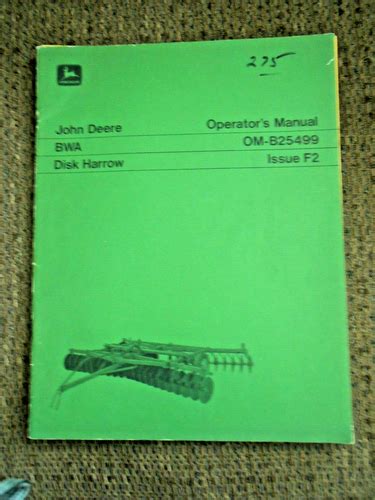 275
John Deere
BWA
Disk Harrow
Operator's Manual
OM-B25499
Issue F2